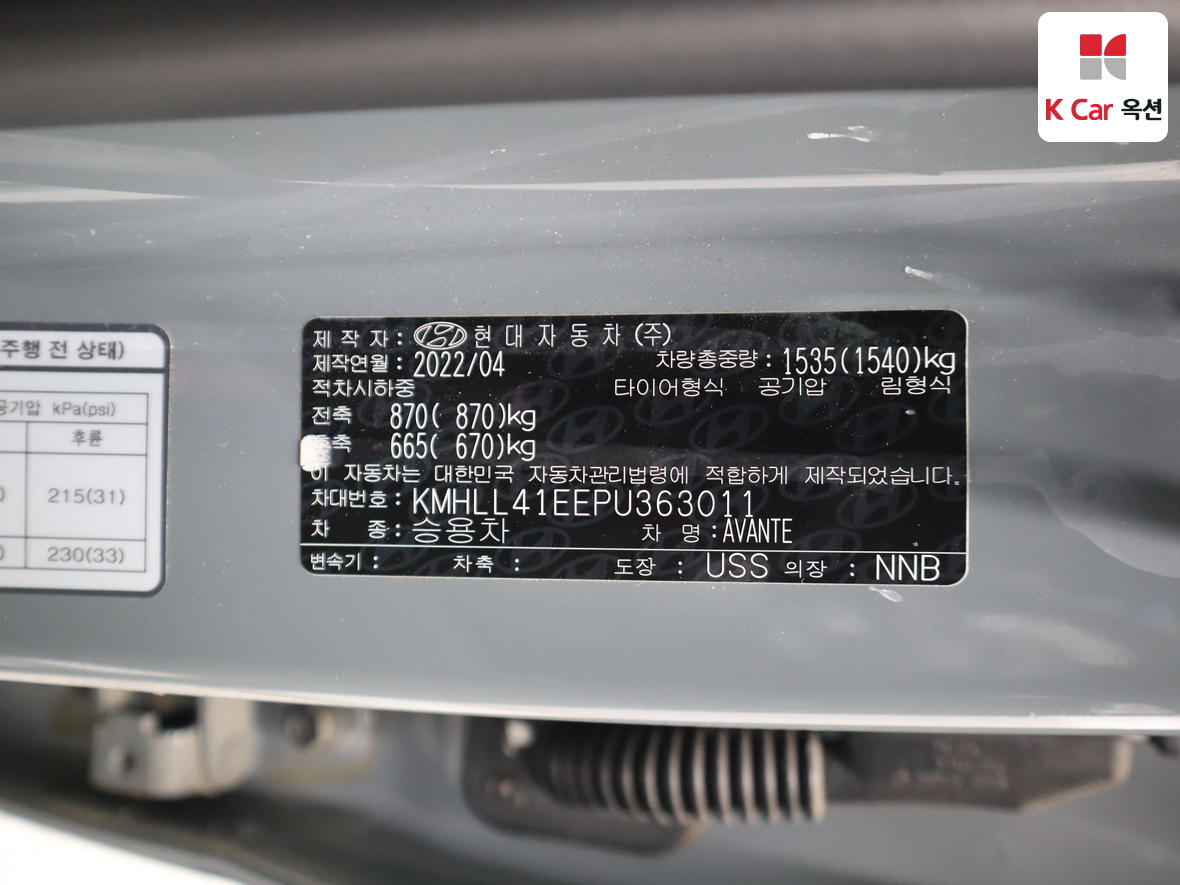 K Car 옥션
주행 전 상태)
공기압 kPa(psi)
후륜
215(31)
230(33)
제 작 자 : 현 대 자 동 차 (주)
제작연월 : 2022/04 차량총중량 : 1535(1540)kg
적차시하중 타이어형식 공기압 림형식
전축 870( 870)kg
축 665( 670)kg
이 자동차는 대한민국 자동차관리법령에 적합하게 제작되었습니다.
차대번호 : KMHLL41EEPU363011
차 종 : 승용차 차 명 : AVANTE
변속기 : 차축 : 도장 : USS 의장 : NNB